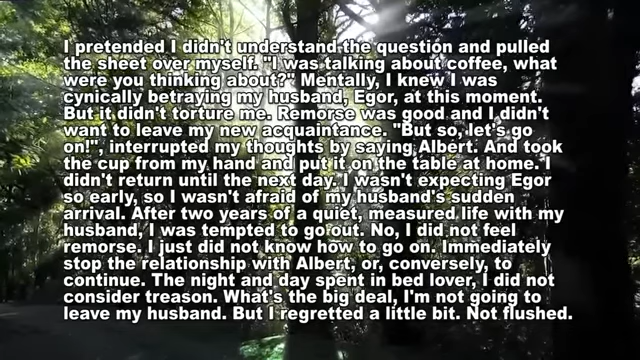 I pretended I didn't understand the question and pulled
the sheet over myself. "I was talking about coffee, what
were you thinking about?" Mentally, I knew I was
cynically betraying my husband, Egor, at this moment.
But it didn't torture me. Remorse was good and I didn't
want to leave my new acquaintance. "But so, let's go
on!", interrupted my thoughts by saying Albert. And took
the cup from my hand and put it on the table at home. I
didn't return until the next day. I wasn't expecting Egor
so early, so I wasn't afraid of my husband's sudden
arrival. After two years of a quiet, measured life with my
husband, I was tempted to go out. No, I did not feel
remorse. I just did not know how to go on. Immediately
stop the relationship with Albert, or, conversely, to
continue. The night and day spent in bed lover, I did not
consider treason. What's the big deal, I'm not going to
leave my husband. But I regretted a little bit. Not flushed.